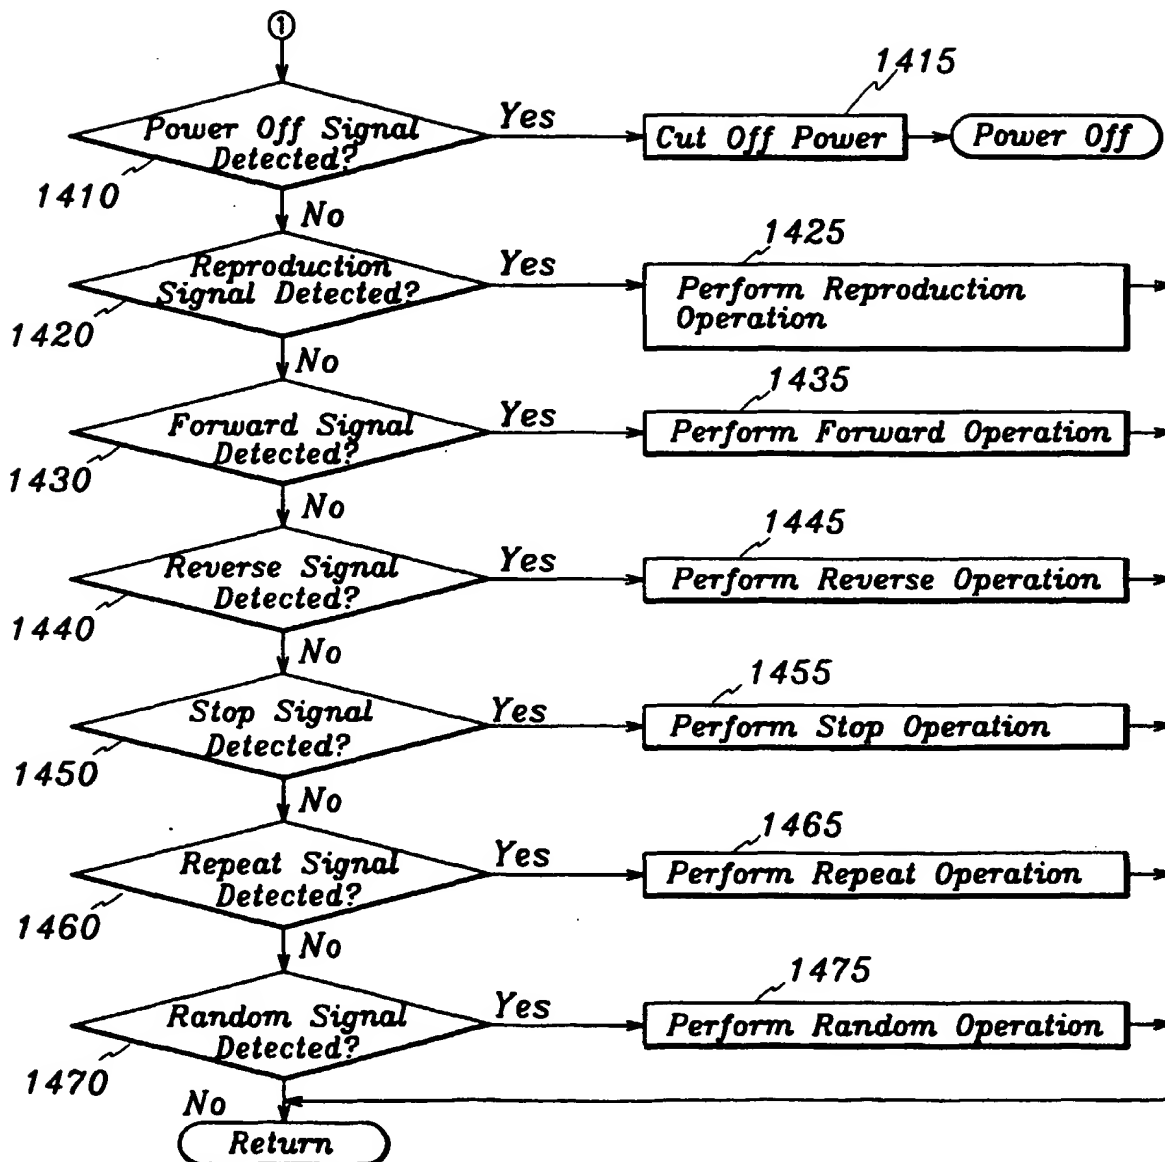 ①
1415
Power Off Signal
Detected?
Yes
Cut Off Power
Power Off
1410
No
1425
Reproduction
Signal Detected?
Yes
Perform Reproduction
Operation
1420
No
1435
Forward Signal
Detected?
Yes
Perform Forward Operation
1430
No
1445
Reverse Signal
Detected?
Yes
Perform Reverse Operation
1440
No
1455
Stop Signal
Detected?
Yes
Perform Stop Operation
1450
No
1465
Repeat Signal
Detected?
Yes
Perform Repeat Operation
1460
No
1475
Random Signal
Detected?
Yes
Perform Random Operation
1470
No
Return